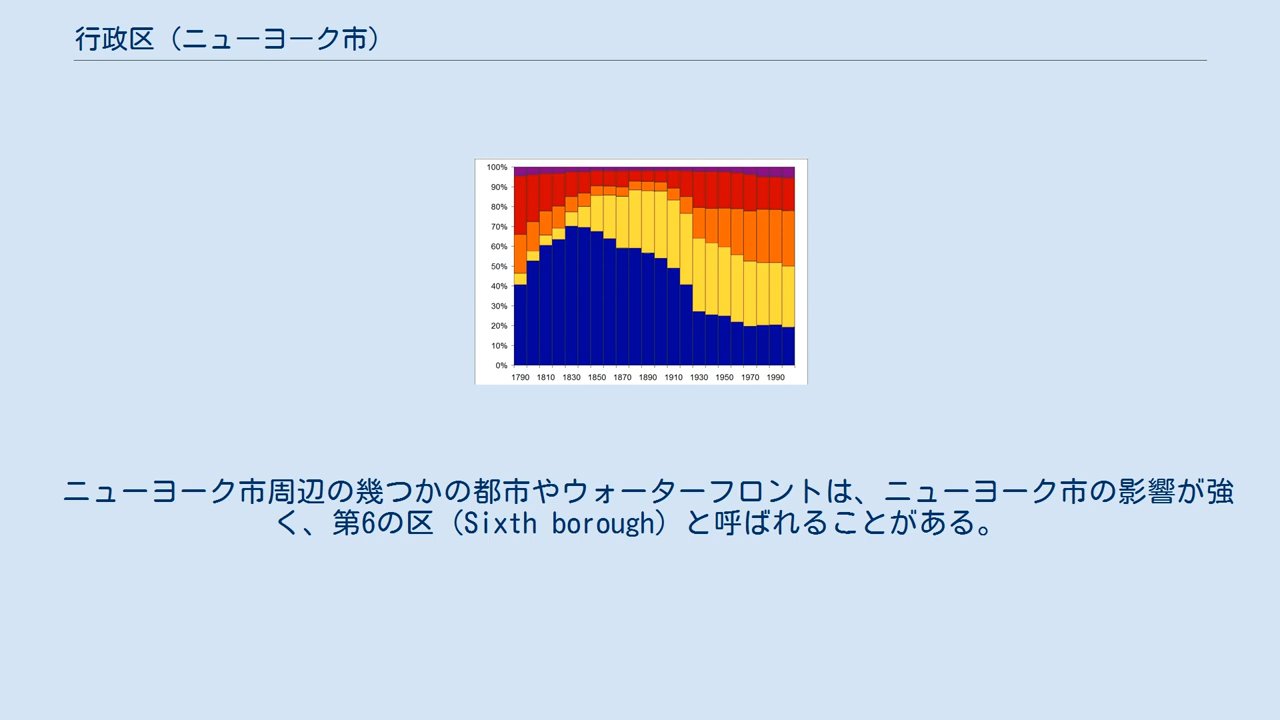 行政区（ニューヨーク市）
100%
90%
80%
70%
60%
50%
40%
30%
20%
10%
0%
1790 1810 1830 1850 1870 1890 1910 1930 1950 1970 1990
ニューヨーク市周辺の幾つかの都市やウォーターフロントは、ニューヨーク市の影響が強
く、第6の区（Sixth borough）と呼ばれることがある。